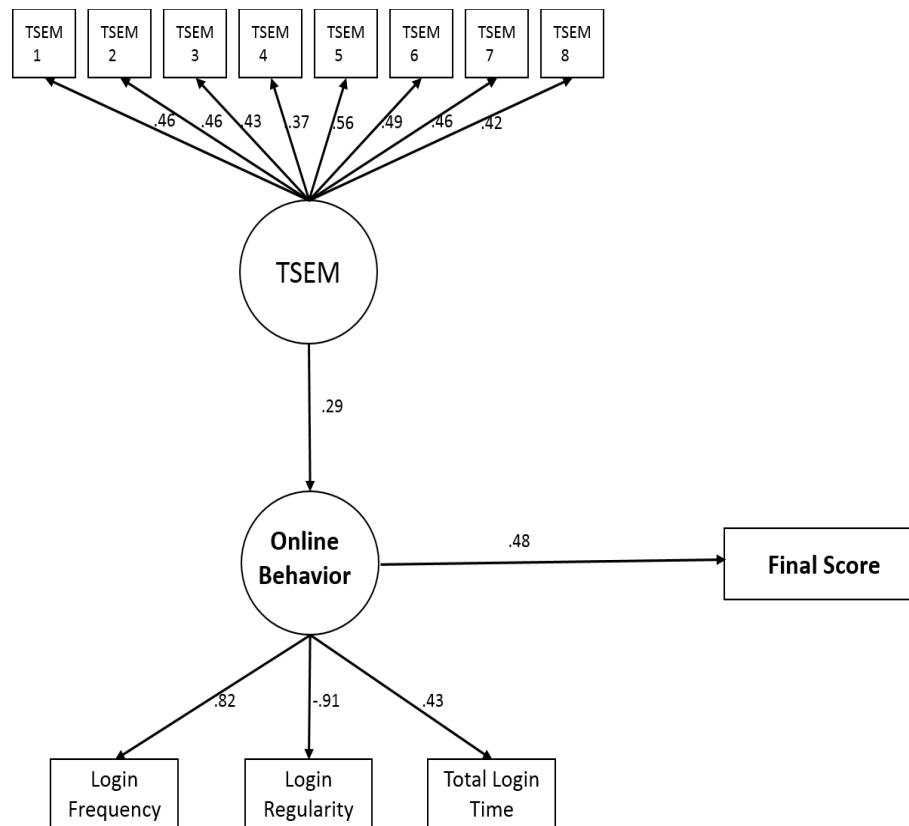 TSEM
1
TSEM
2
TSEM
3
TSEM
4
TSEM
5
TSEM
6
TSEM
7
TSEM
8
.46
.46
.43
.37
.56
.49
.46
.42
TSEM
.29
Online
Behavior
.48
Final Score
.82
-.91
.43
Login
Frequency
Login
Regularity
Total Login
Time